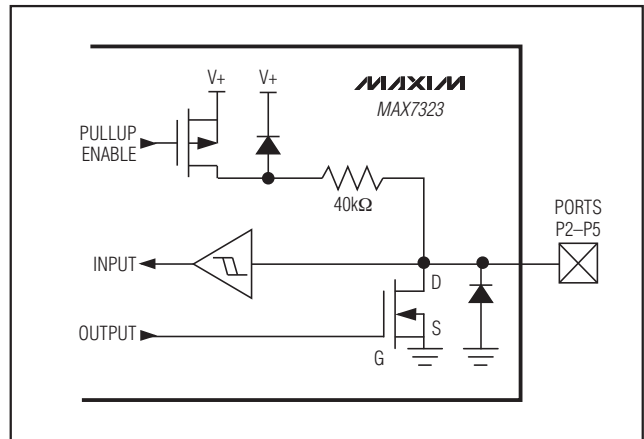 V+ V+
MAXIM
MAX7323
PULLUP
ENABLE
40kΩ
PORTS
P2–P5
INPUT
D
OUTPUT
S
G